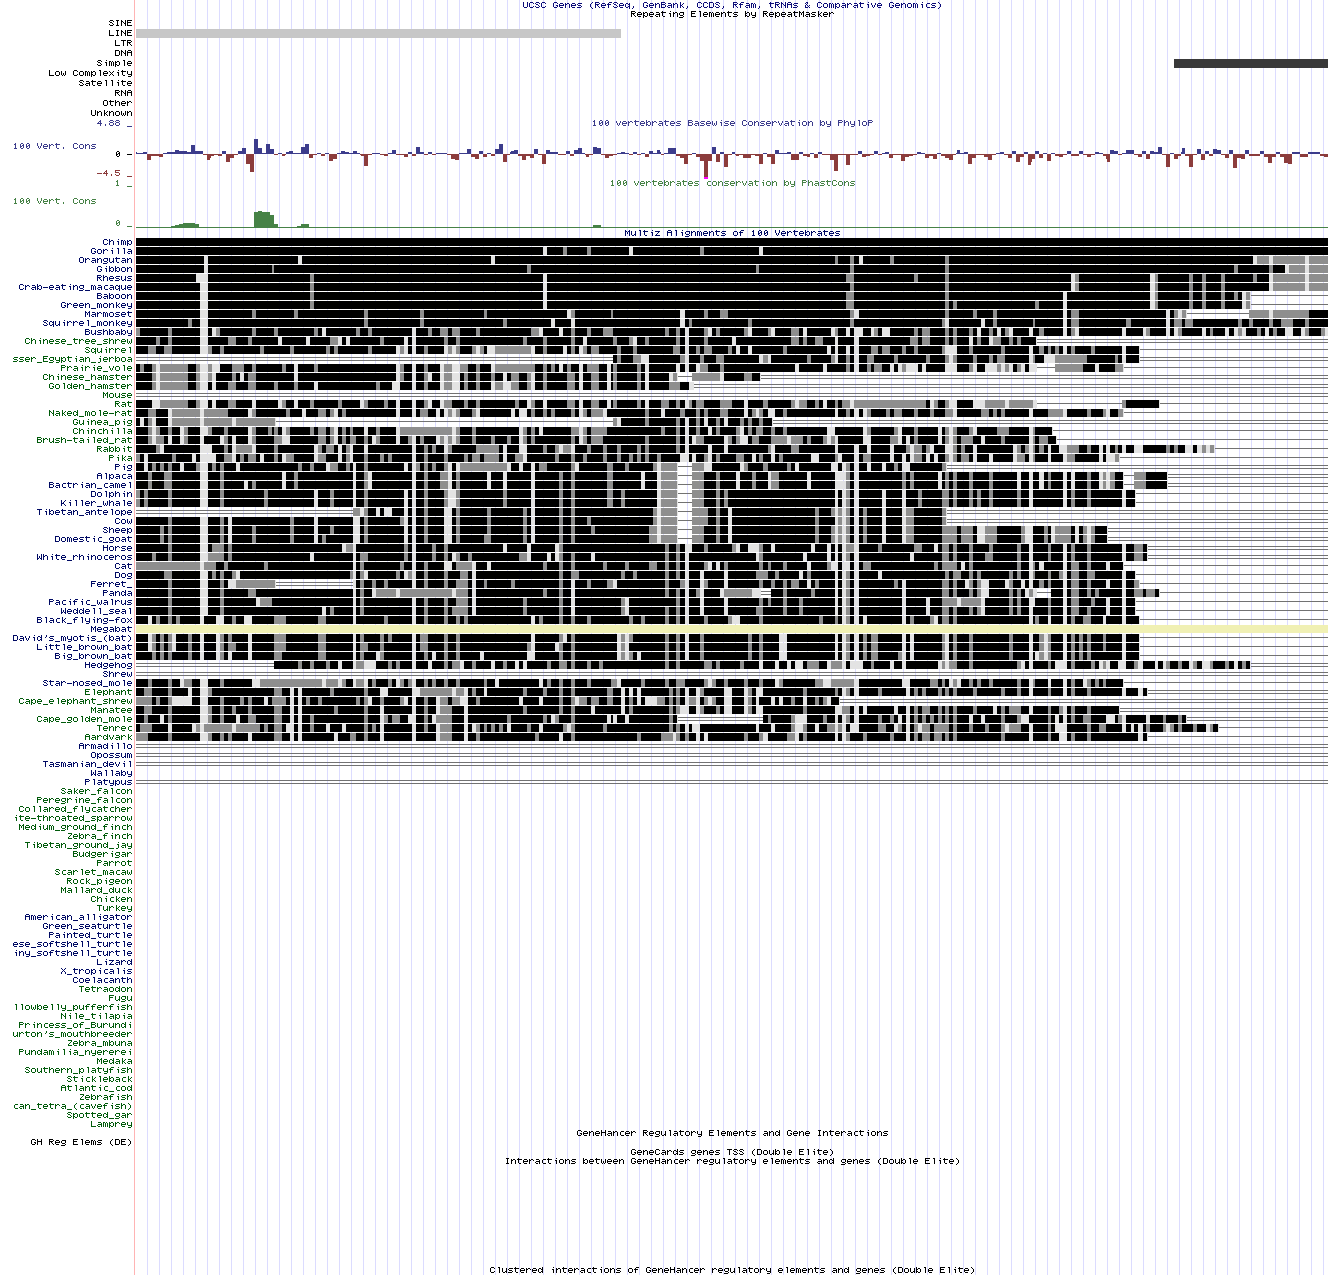 UCSC Genes (RefSeq, GenBank, CCDS, Rfam, tRNAs & Comparative Genomics)
Repeating Elements by RepeatMasker
SINE
LINE
LTR
DNA
Simple
Low Complexity
Satellite
RNA
Other
Unknown
4.88 _
100 vertebrates Basewise Conservation by PhyloP
100 Vert. Cons
0 _
-4.5 _
100 vertebrates conservation by PhastCons
1 _
100 Vert. Cons
0 _
Multiz Alignments of 100 Vertebrates
Chimp
Gorilla
Orangutan
Gibbon
Rhesus
Crab-eating_macaque
Baboon
Green_monkey
Marmoset
Squirrel_monkey
Bushbaby
Chinese_tree_shrew
Squirrel
sser_Egyptian_jerboa
Prairie_vole
Chinese_hamster
Golden_hamster
Mouse
Rat
Naked_mole-rat
Guinea_pig
Chinchilla
Brush-tailed_rat
Rabbit
Pika
Pig
Alpaca
Bactrian_camel
Dolphin
Killer_whale
Tibetan_antelope
Cow
Sheep
Domestic_goat
Horse
White_rhinoceros
Cat
Dog
Ferret_
Panda
Pacific_walrus
Weddell_seal
Black_flying-fox
Megabat
David's_myotis_(bat)
Little_brown_bat
Big_brown_bat
Hedgehog
Shrew
Star-nosed_mole
Elephant
Cape_elephant_shrew
Manatee
Cape_golden_mole
Tenrec
Aardvark
Armadillo
Opossum
Tasmanian_devil
Wallaby
Platypus
Saker_falcon
Peregrine_falcon
Collared_flycatcher
ite-throated_sparrow
Medium_ground_finch
Zebra_finch
Tibetan_ground_jay
Budgerigar
Parrot
Scarlet_macaw
Rock_pigeon
Mallard_duck
Chicken
Turkey
American_alligator
Green_seaturtle
Painted_turtle
ese_softshell_turtle
iny_softshell_turtle
Lizard
X_tropicalis
Coelacanth
Tetraodon
Fugu
llowbelly_pufferfish
Nile_tilapia
Princess_of_Burundi
urton's_mouthbreeder
Zebra_mbuna
Pundamilia_nyererei
Medaka
Southern_platyfish
Stickleback
Atlantic_cod
Zebrafish
can_tetra_(cavefish)
Spotted_gar
Lamprey
GeneHancer Regulatory Elements and Gene Interactions
GH Reg Elems (DE)
GeneCards genes TSS (Double Elite)
Interactions between GeneHancer regulatory elements and genes (Double Elite)
Clustered interactions of GeneHancer regulatory elements and genes (Double Elite)